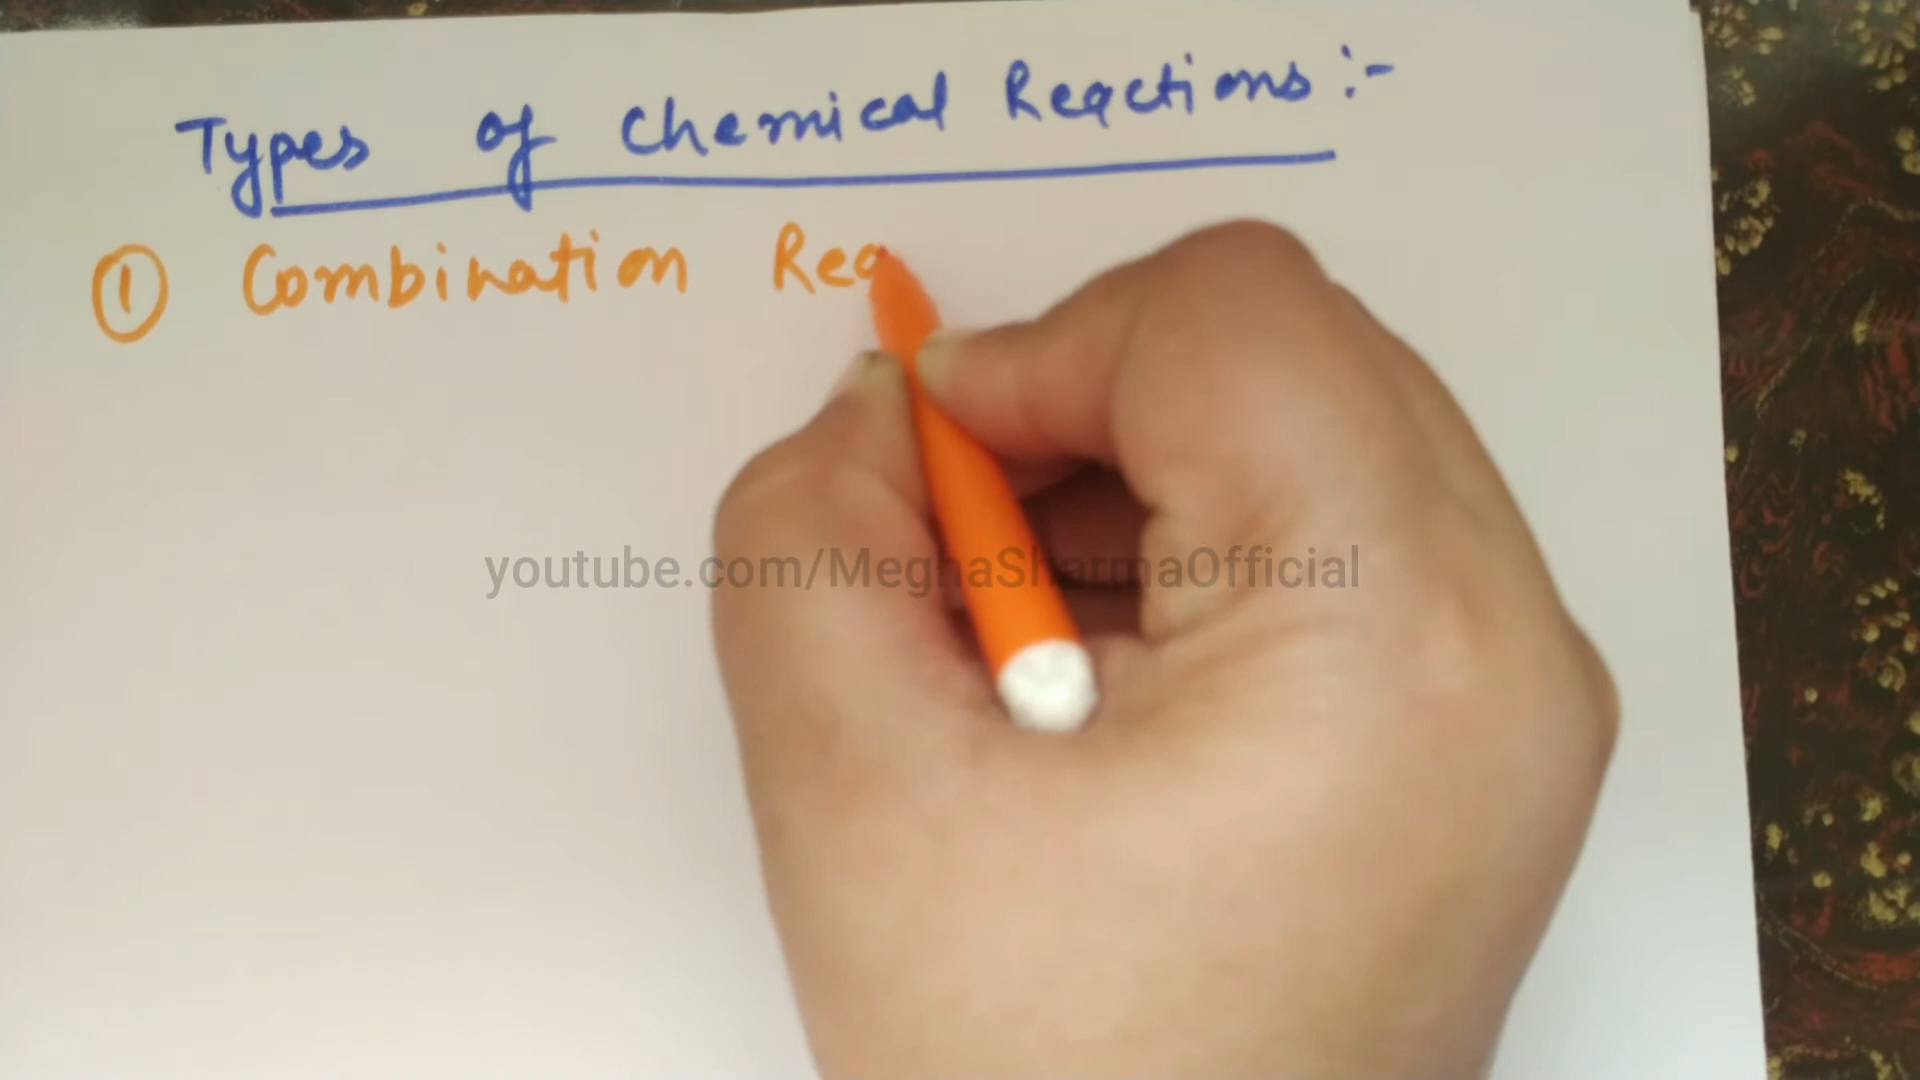 Types of Chemical Reactions :-
① Combination Rea
youtube.com/MeghaSharmaOfficial